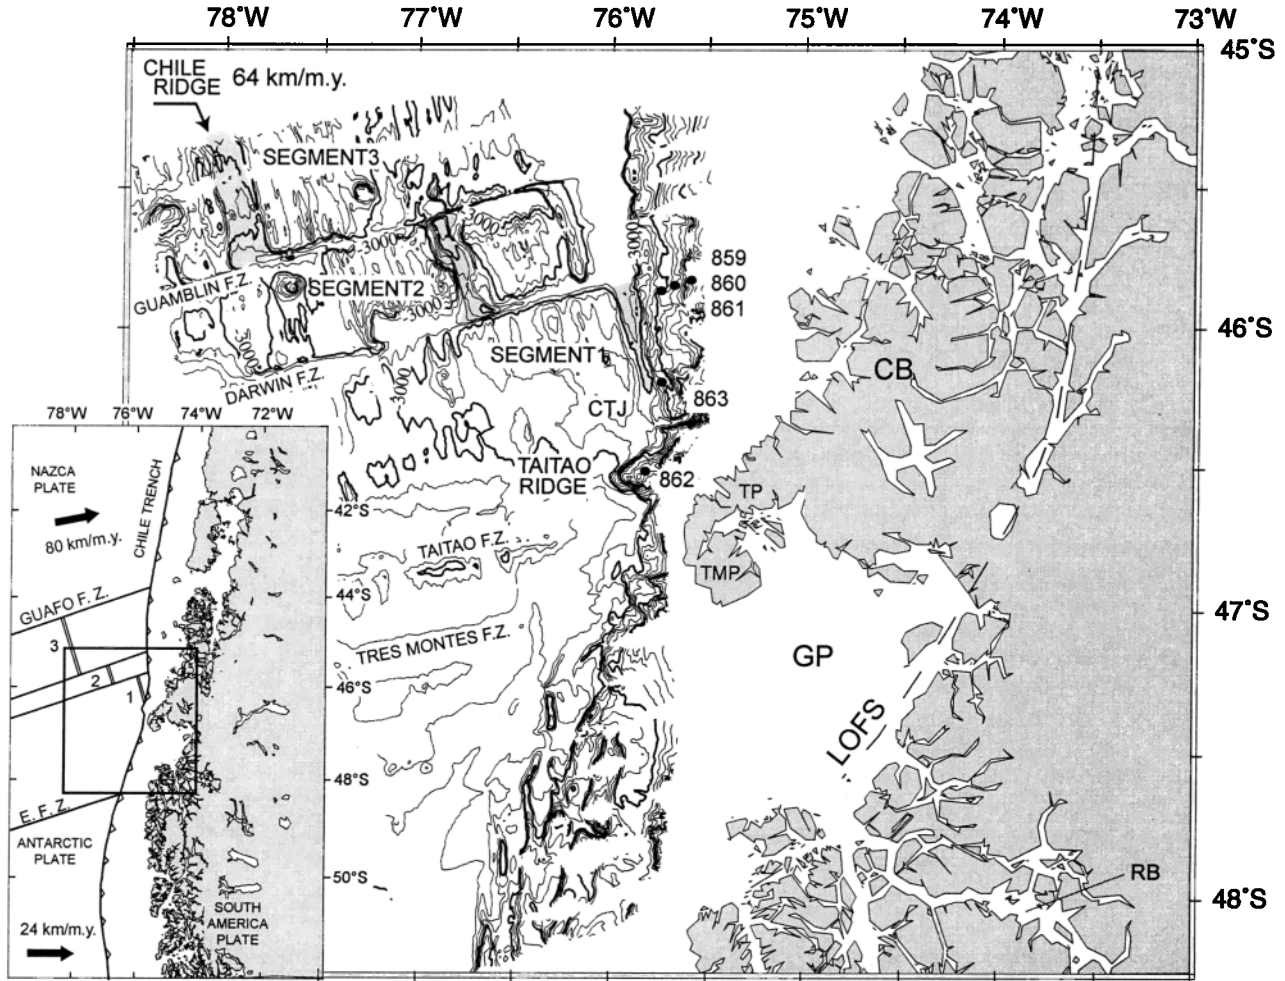 78°W 77°W 76°W 75°W 74°W 73°W
45°S
CHILE
RIDGE
64 km/m.y.
SEGMENT3
3000
3000
859
860
861
GUAMBLIN F.Z.
SEGMENT2
3000
3000
46°S
SEGMENT1
CB
DARWIN F.Z.
3000
CTJ
863
TAITAO
RIDGE
862
TP
TAITAO F.Z.
TMP
47°S
TRES MONTES F.Z.
GP
LOFS
RB
48°S
78°W 76°W 74°W 72°W
NAZCA
PLATE
CHILE TRENCH
80 km/m.y.
42°S
GUAFO F.Z.
44°S
3
2
1
46°S
48°S
E.F.Z.
ANTARCTIC
PLATE
50°S
SOUTH
AMERICA
PLATE
24 km/m.y.